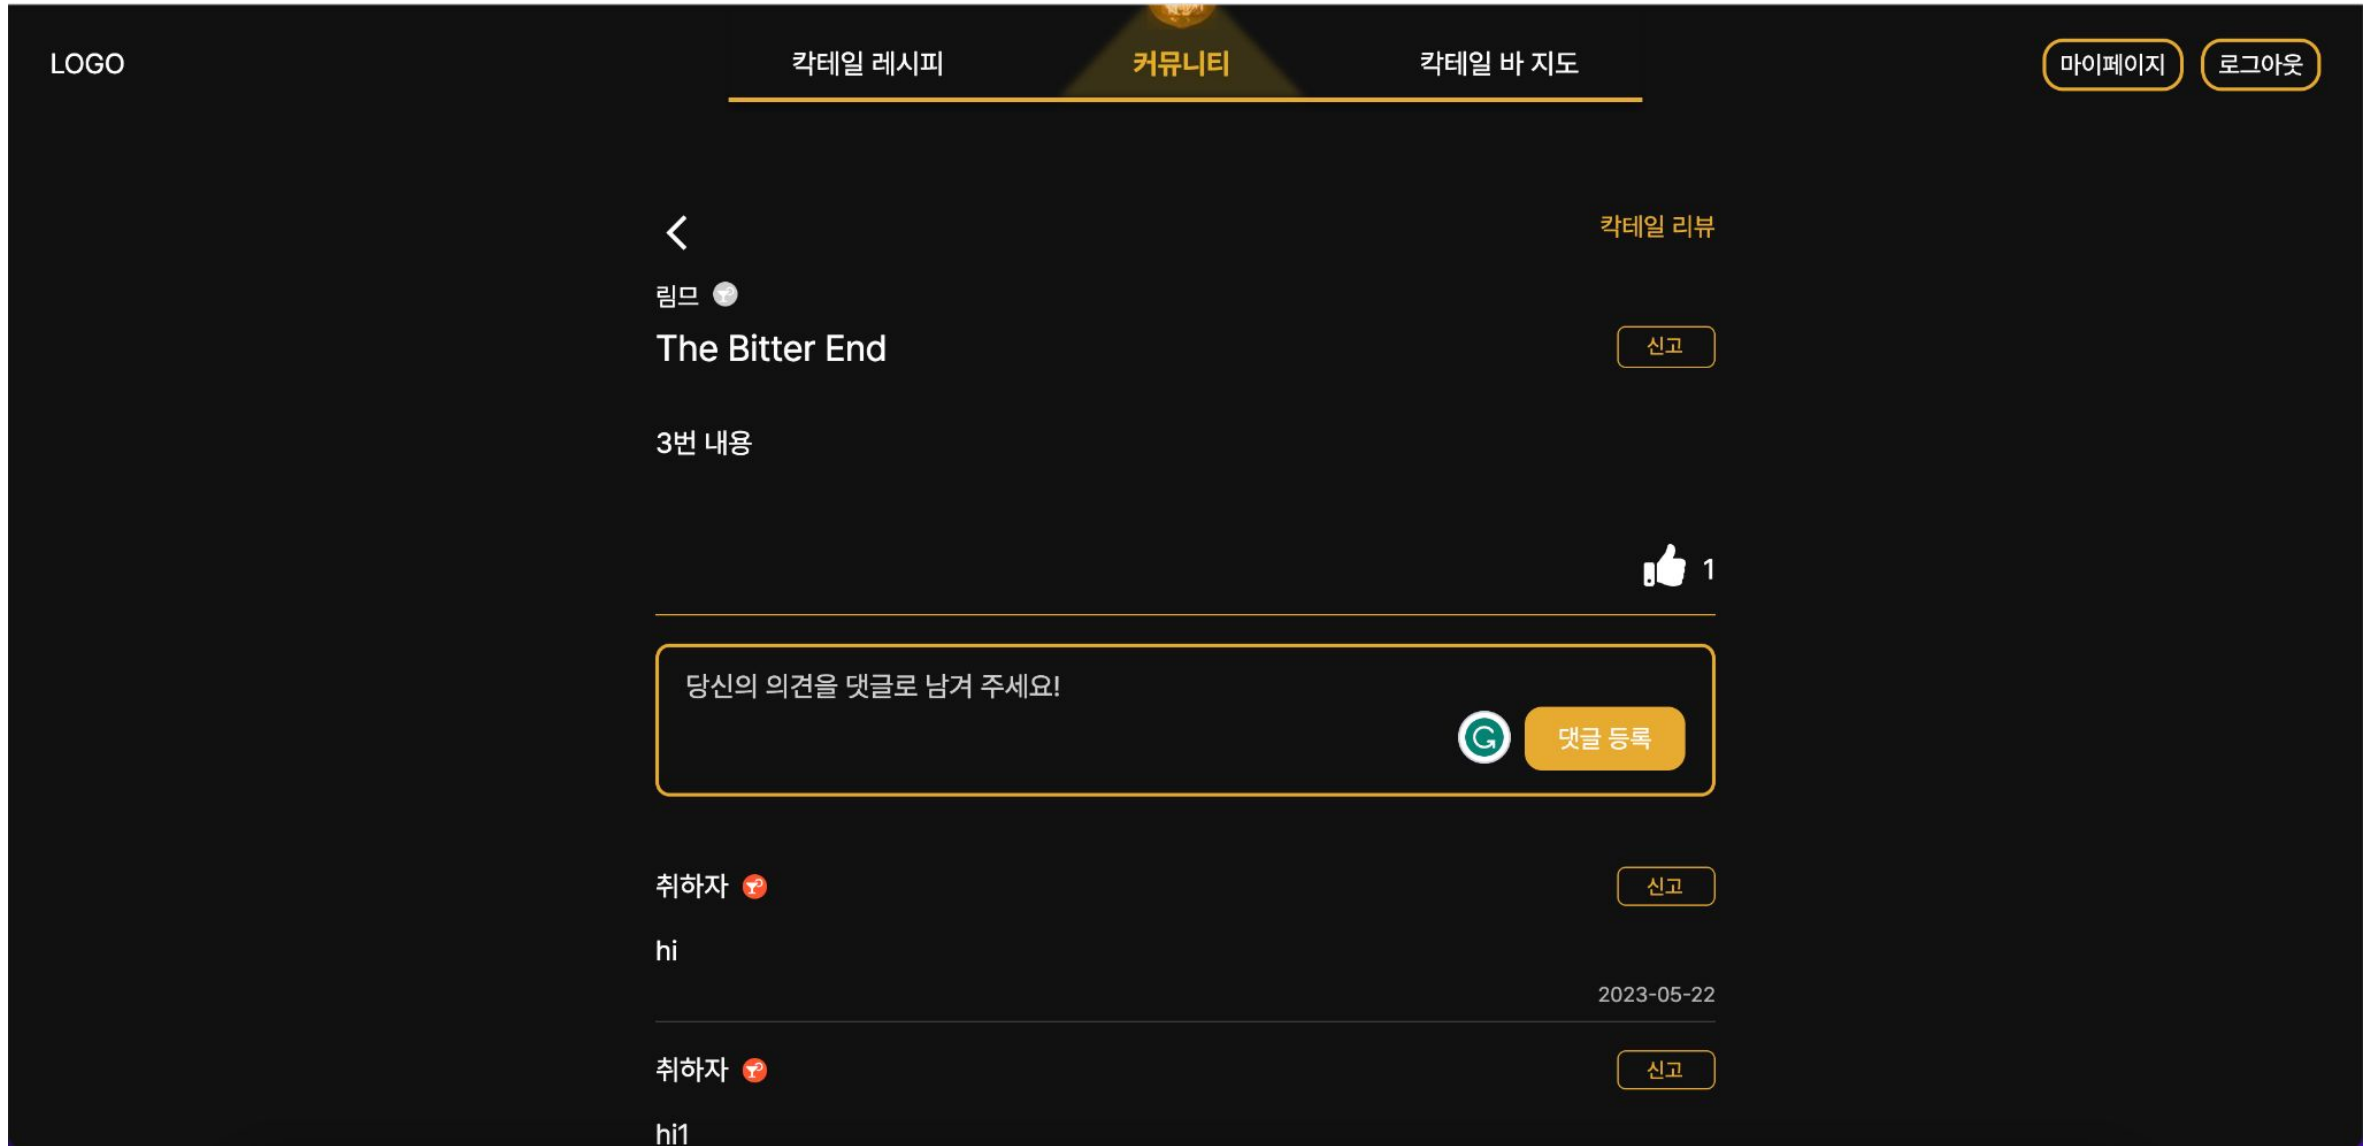 LOGO
칵테일 레시피
커뮤니티
칵테일 바 지도
마이페이지
로그아웃
칵테일 리뷰
림므
The Bitter End
신고
3번 내용
1
당신의 의견을 댓글로 남겨 주세요!
댓글 등록
취하자
신고
hi
2023-05-22
취하자
신고
hi1